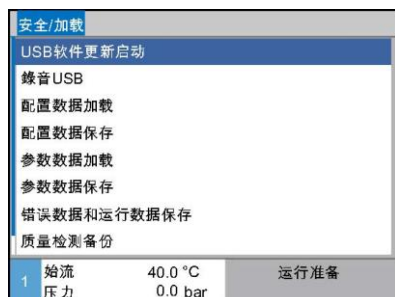 安全/加载
USB软件更新启动
錄音USB
配置数据加载
配置数据保存
参数数据加载
参数数据保存
错误数据和运行数据保存
质量检测备份
1 始流 40.0 °C 运行准备
压力 0.0 bar